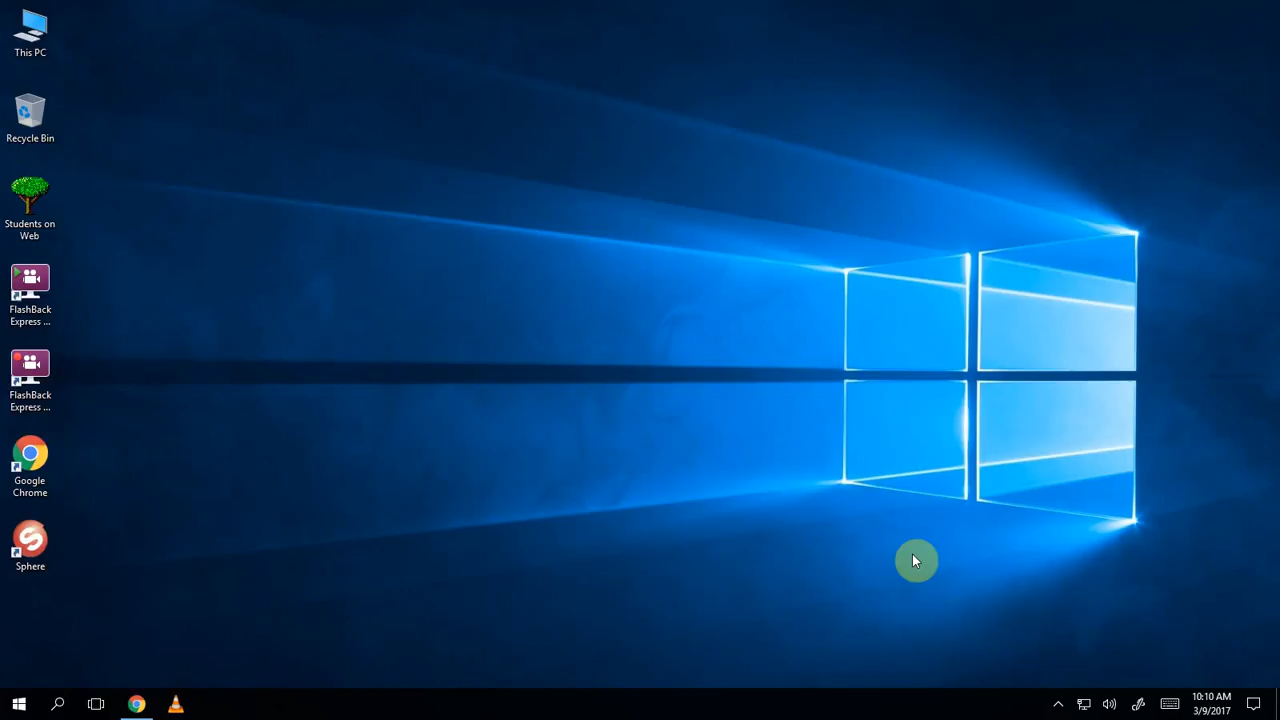 This PC
Recycle Bin
Students on
Web
FlashBack
Express ...
FlashBack
Express ...
Google
Chrome
Sphere
10:10 AM
3/9/2017